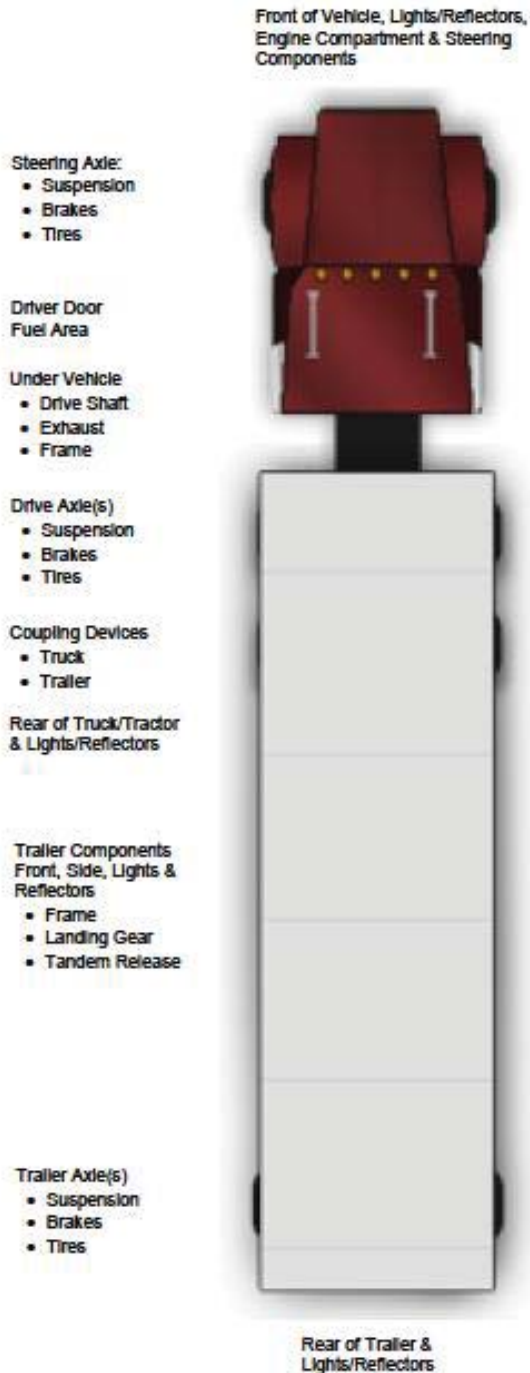 Front of Vehicle, Lights/Reflectors,
Engine Compartment & Steering
Components
Steering Axle:
• Suspension
• Brakes
• Tires
Driver Door
Fuel Area
Under Vehicle
• Drive Shaft
• Exhaust
• Frame
Drive Axle(s)
• Suspension
• Brakes
• Tires
Coupling Devices
• Truck
• Trailer
Rear of Truck/Tractor
& Lights/Reflectors
Trailer Components
Front, Side, Lights &
Reflectors
• Frame
• Landing Gear
• Tandem Release
Trailer Axle(s)
• Suspension
• Brakes
• Tires
Rear of Trailer &
Lights/Reflectors